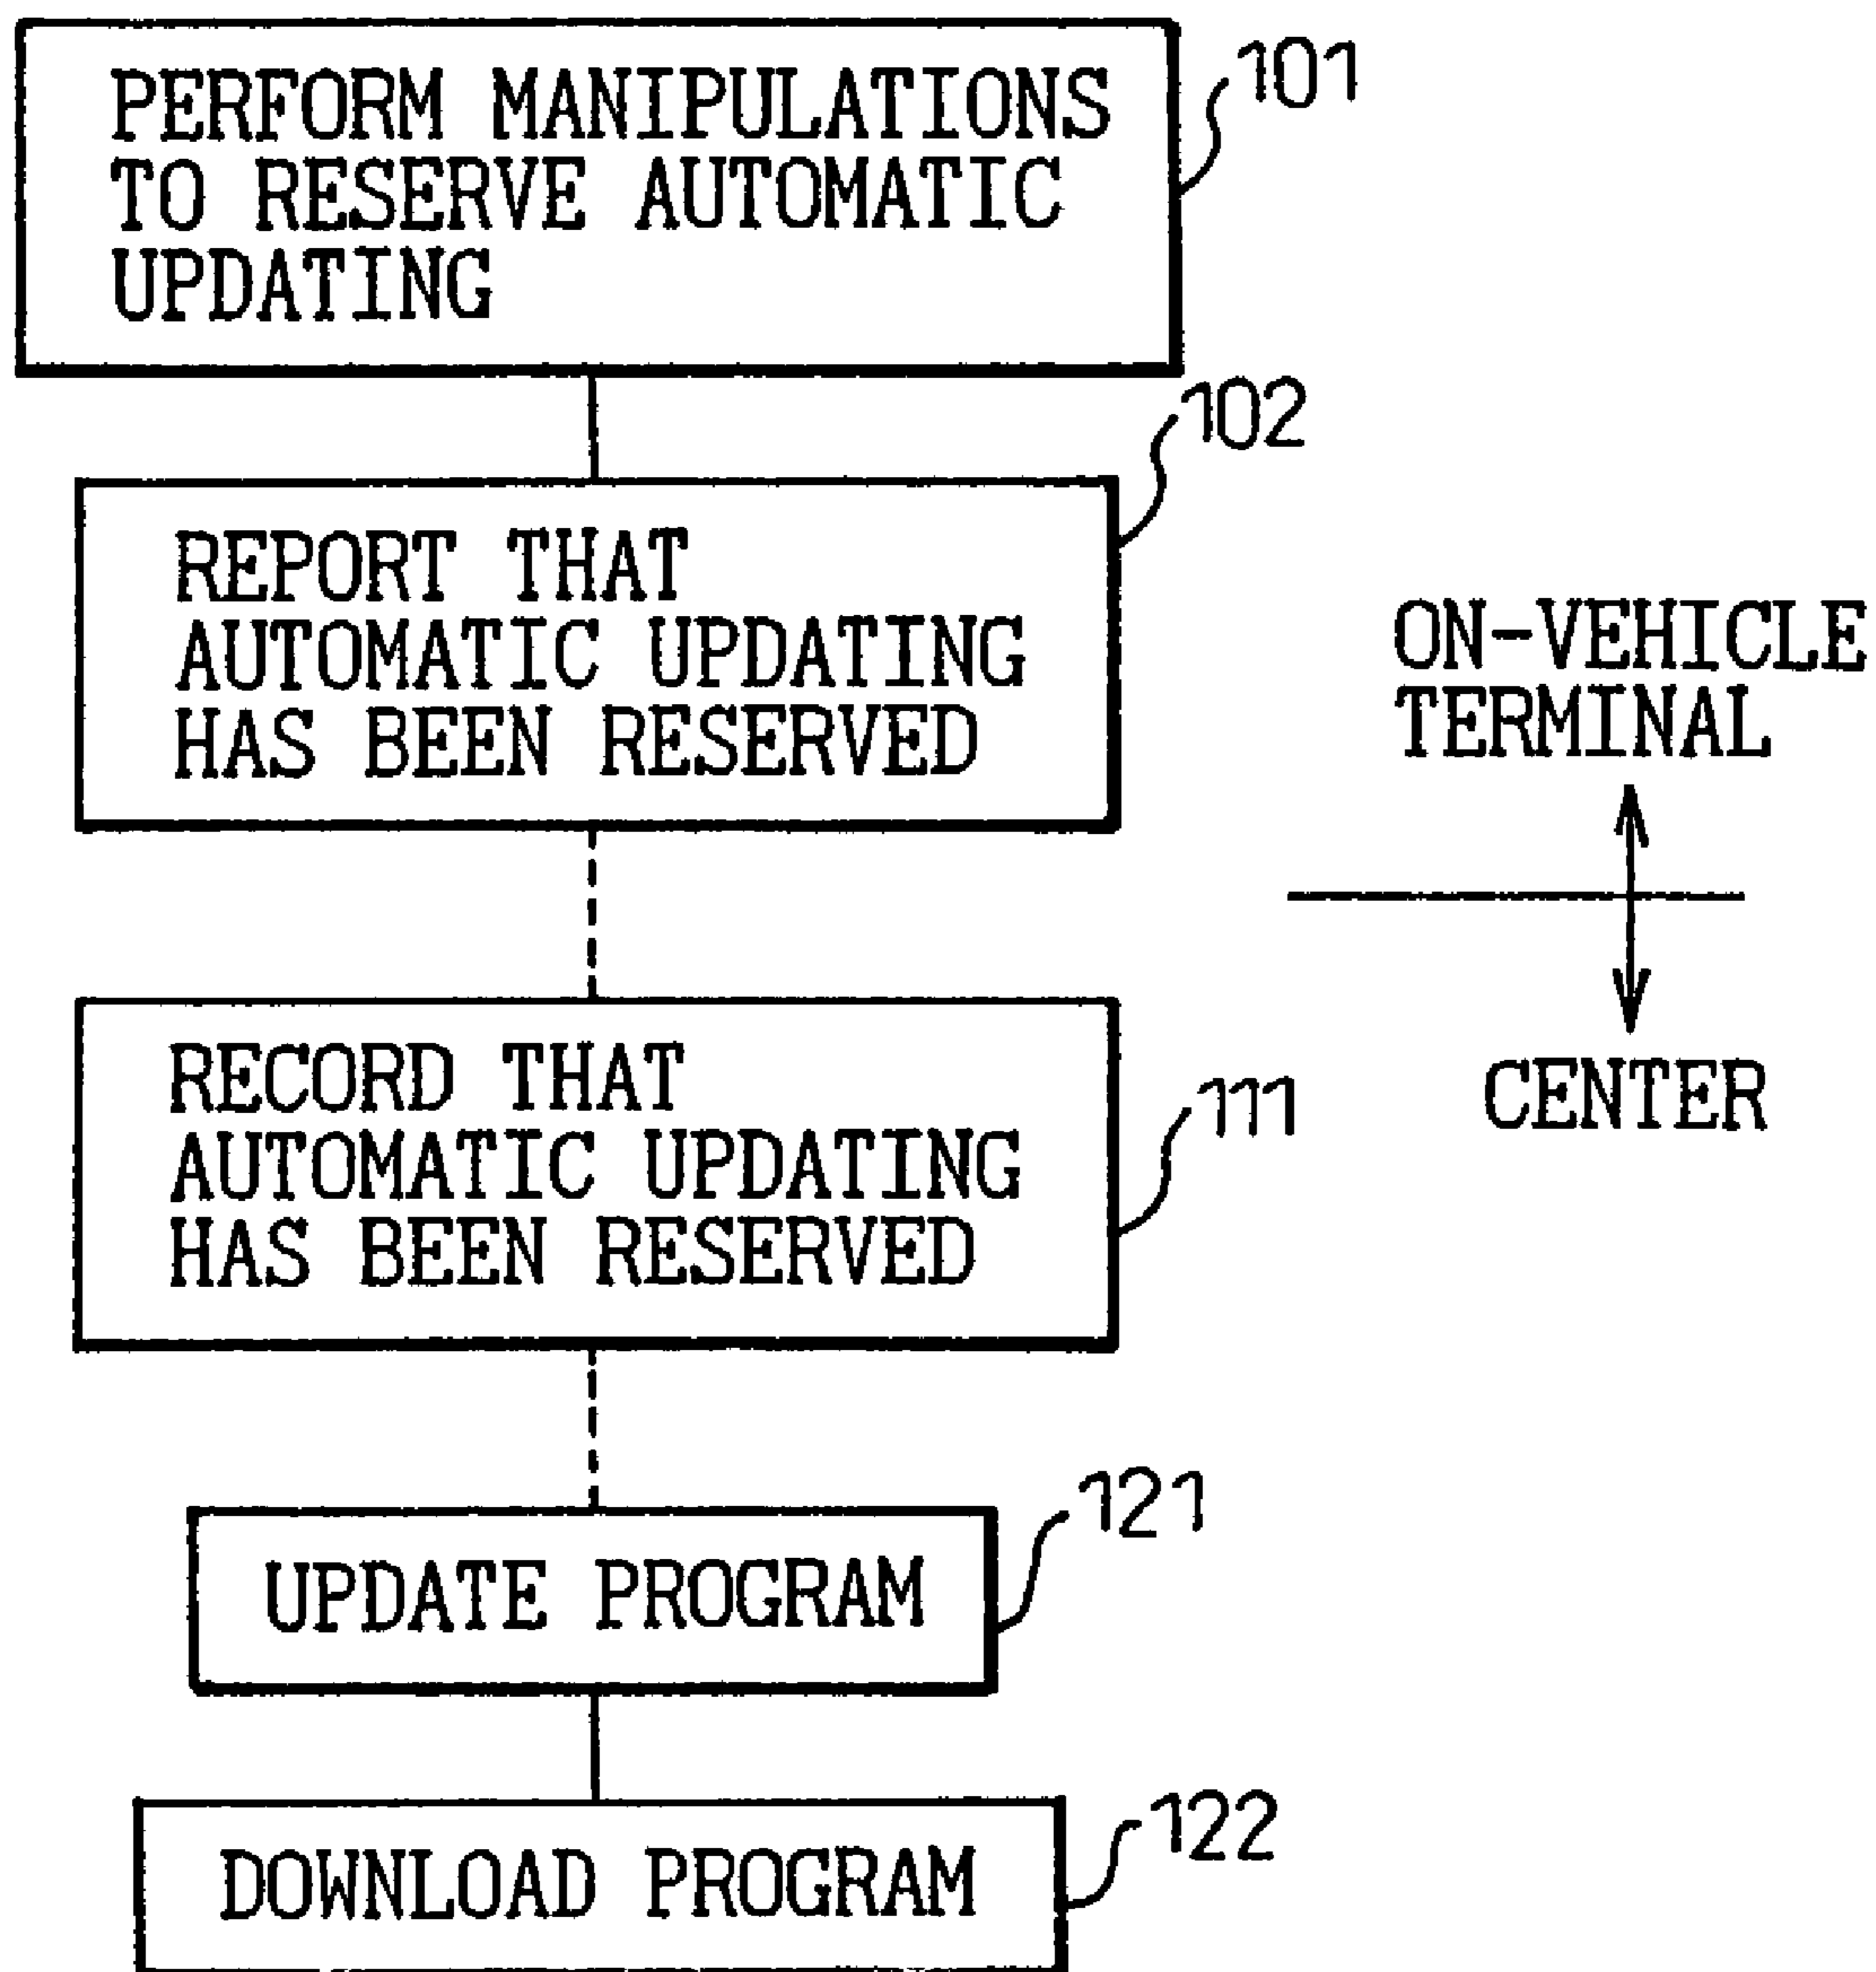 PERFORM MANIPULATIONS
TO RESERVE AUTOMATIC
UPDATING
101
102
REPORT THAT
AUTOMATIC UPDATING
HAS BEEN RESERVED
ON-VEHICLE
TERMINAL
CENTER
RECORD THAT
AUTOMATIC UPDATING
HAS BEEN RESERVED
111
121
UPDATE PROGRAM
122
DOWNLOAD PROGRAM